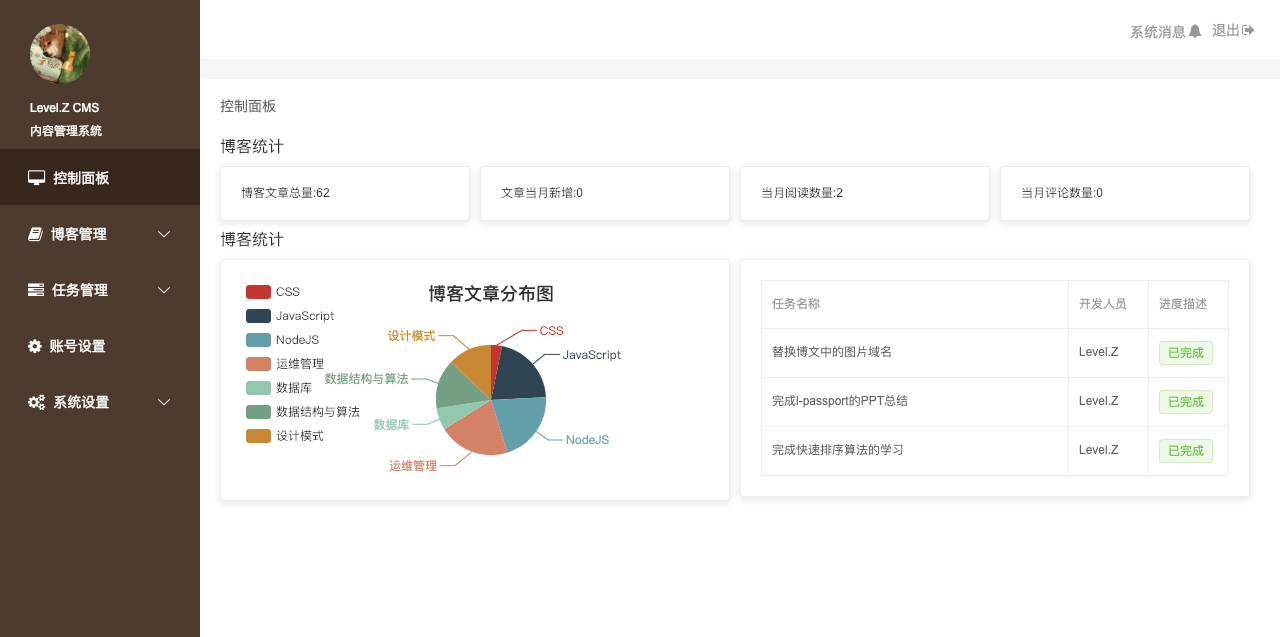 系统消息
退出
Level.Z CMS
内容管理系统
控制面板
博客管理
任务管理
账号设置
系统设置
控制面板
博客统计
博客文章总量:62
文章当月新增:0
当月阅读数量:2
当月评论数量:0
博客统计
CSS
JavaScript
NodeJS
运维管理
数据库
数据结构与算法
设计模式
博客文章分布图
CSS
JavaScript
NodeJS
运维管理
数据库
数据结构与算法
设计模式
任务名称 开发人员 进度描述
替换博文中的图片域名 Level.Z 已完成
完成I-passport的PPT总结 Level.Z 已完成
完成快速排序算法的学习 Level.Z 已完成